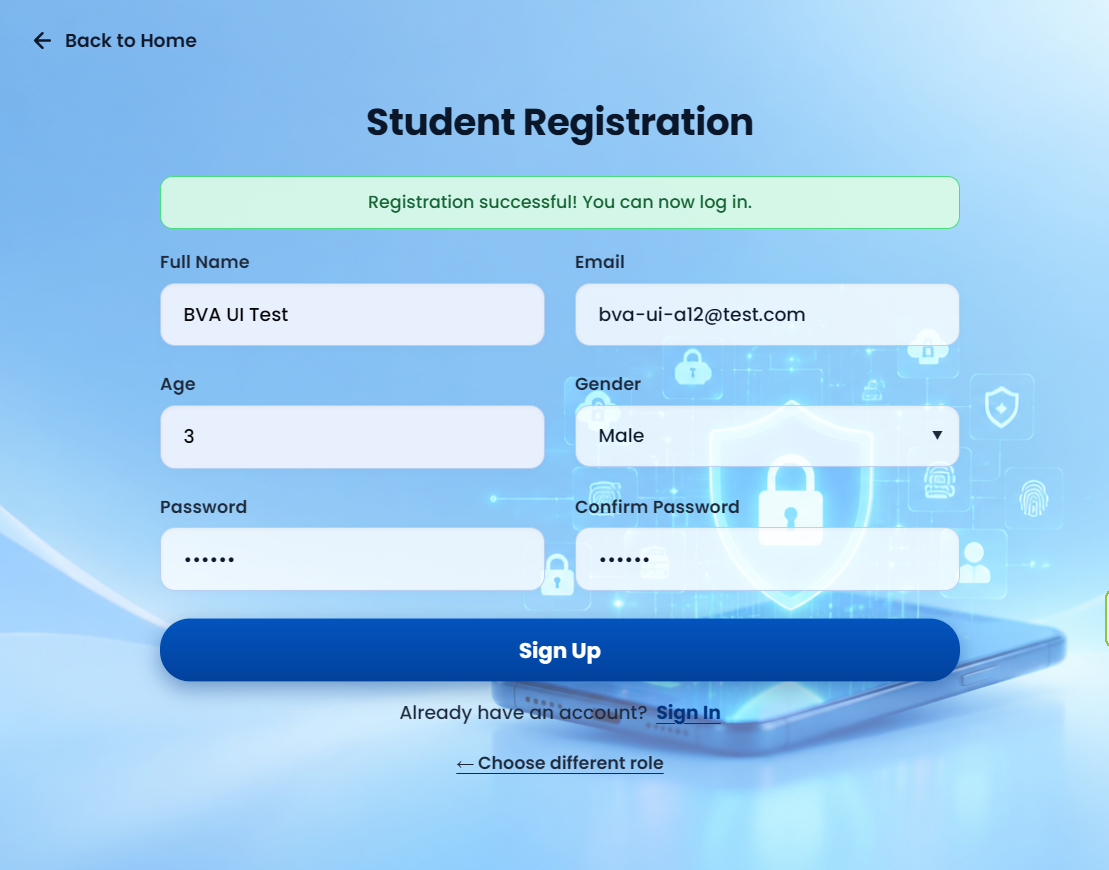 ← Back to Home
Student Registration
Registration successful! You can now log in.
Full Name
Email
BVA UI Test
bva-ui-a12@test.com
Age
Gender
3
Male
Password
Confirm Password
••••••
••••••
Sign Up
Already have an account? Sign In
← Choose different role